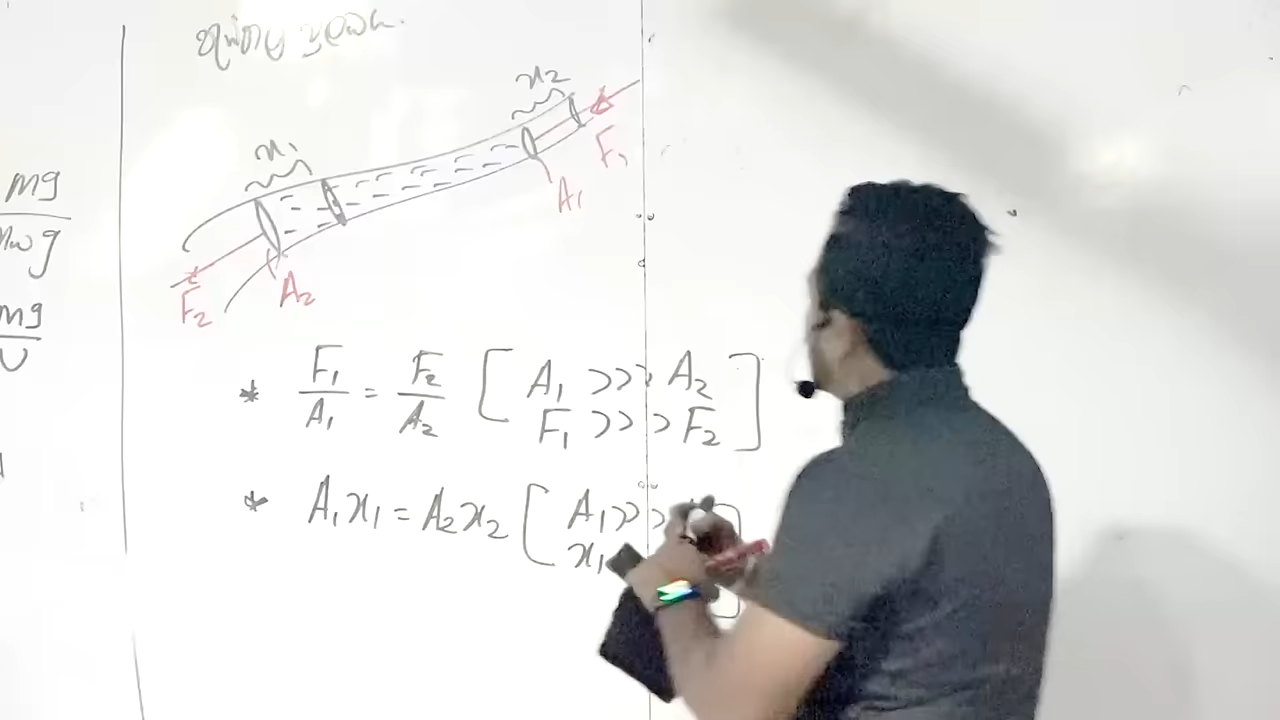 x₂
x₁
F₁
A₁
A₂
F₂
mg
g
mg
* F₁/A₁ = F₂/A₂ [ A₁ >>> A₂
F₁ >>> F₂ ]
* A₁x₁ = A₂x₂ [ A₁ >>>
x₁